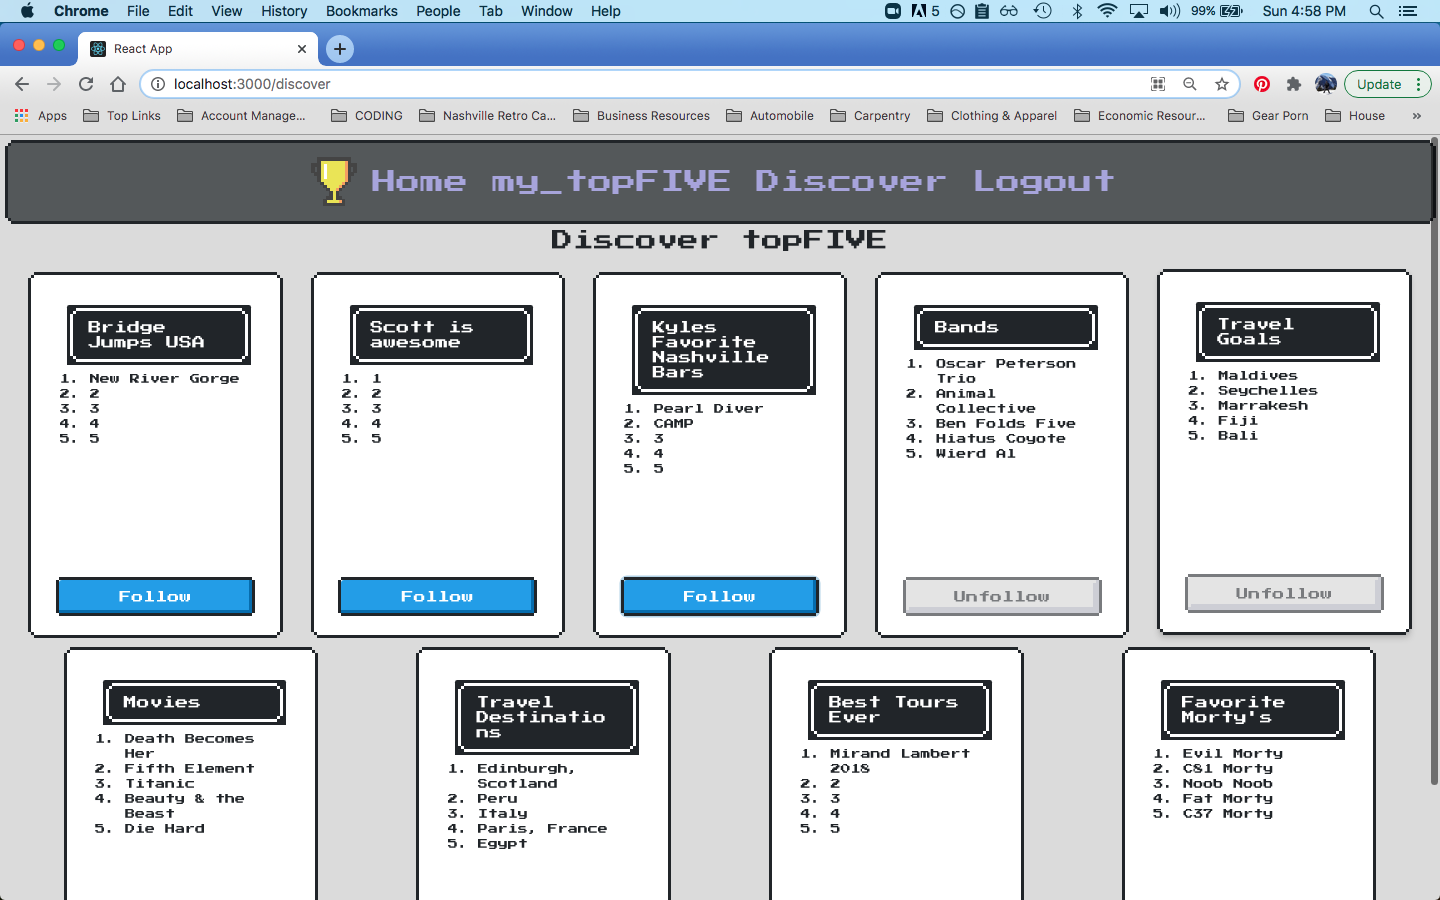 Chrome File Edit View History Bookmarks People Tab Window Help 5 99% Sun 4:58 PM
React App
localhost:3000/discover Update
Apps Top Links Account Manage... CODING Nashville Retro Ca... Business Resources Automobile Carpentry Clothing & Apparel Economic Resour... Gear Porn House »
Home my_topFIVE Discover Logout
Discover topFIVE
Bridge
Jumps USA
1. New River Gorge
2. 2
3. 3
4. 4
5. 5
Follow
Scott is
awesome
1. 1
2. 2
3. 3
4. 4
5. 5
Follow
Kyles
Favorite
Nashville
Bars
1. Pearl Diver
2. CAMP
3. 3
4. 4
5. 5
Follow
Bands
1. Oscar Peterson
Trio
2. Animal
Collective
3. Ben Folds Five
4. Hiatus Coyote
5. Wierd Al
Unfollow
Travel
Goals
1. Maldives
2. Seychelles
3. Marrakesh
4. Fiji
5. Bali
Unfollow
Movies
1. Death Becomes
Her
2. Fifth Element
3. Titanic
4. Beauty & the
Beast
5. Die Hard
Travel
Destinatio
ns
1. Edinburgh,
Scotland
2. Peru
3. Italy
4. Paris, France
5. Egypt
Best Tours
Ever
1. Mirand Lambert
2018
2. 2
3. 3
4. 4
5. 5
Favorite
Morty's
1. Evil Morty
2. C81 Morty
3. Noob Noob
4. Fat Morty
5. C37 Morty